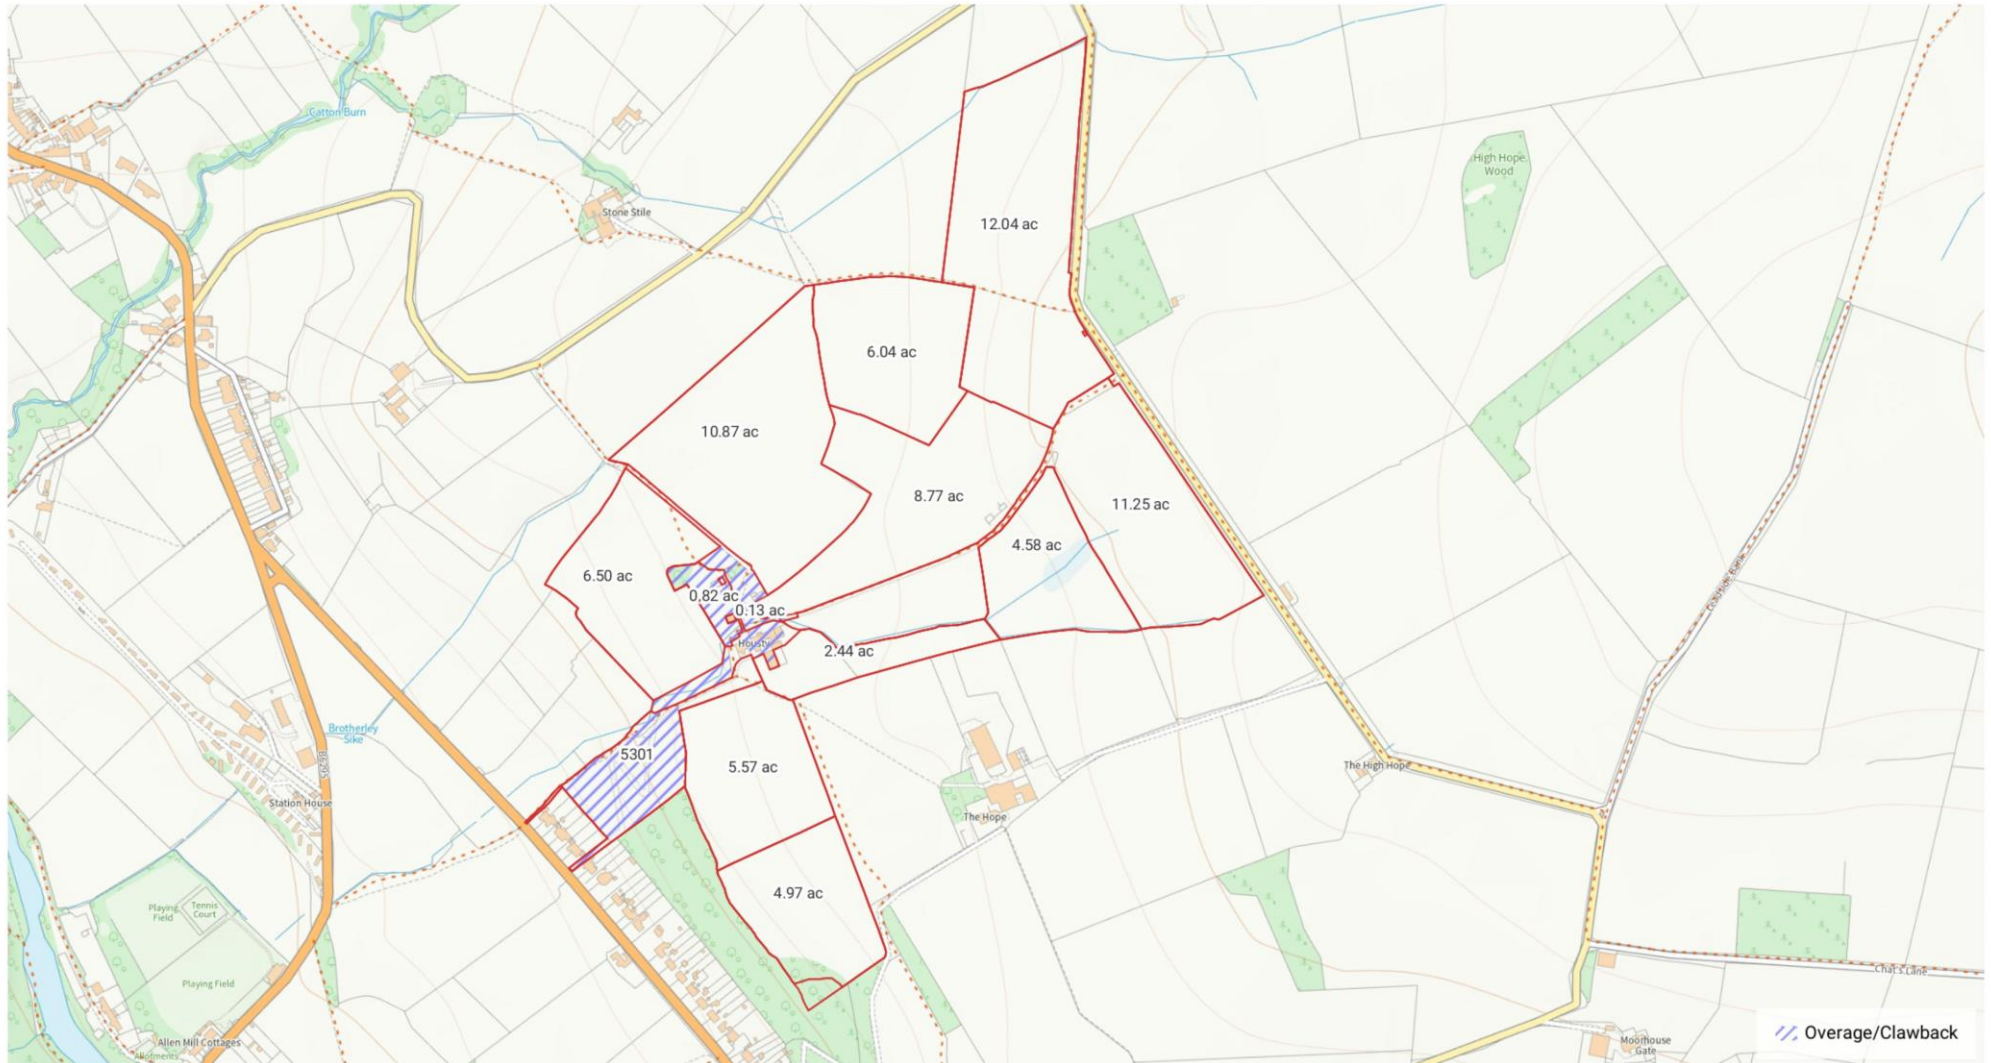 Catton Burn
High Hope
Wood
Stone Stile
12.04 ac
6.04 ac
10.87 ac
8.77 ac
11.25 ac
4.58 ac
6.50 ac
0.82 ac
0.13 ac
Housty
2.44 ac
Brotherley
Sike
5301
5.57 ac
B6295
The High Hope
Station House
The Hope
4.97 ac
Playing
Field
Tennis
Court
Playing Field
Chat's Lane
Allen Mill Cottages
Allotments
Moorhouse
Gate
Overage/Clawback